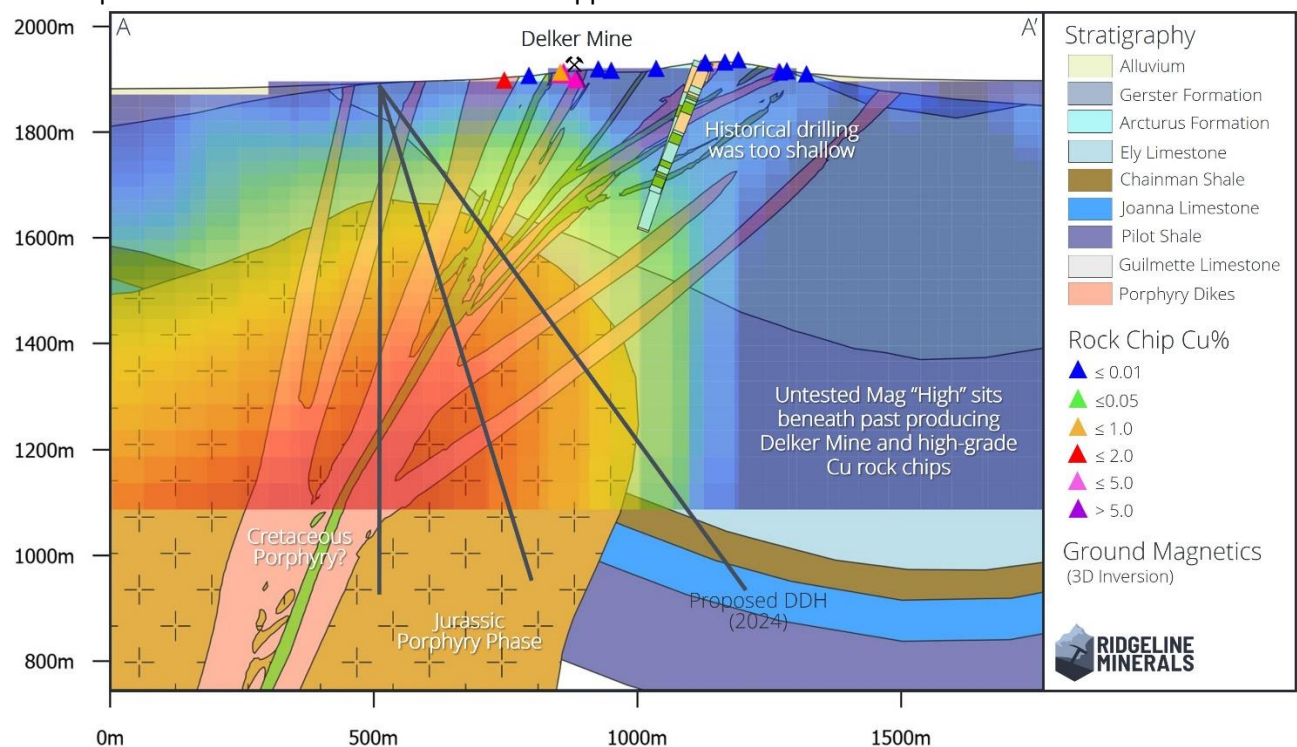 A
A'
Delker Mine
Historical drilling
was too shallow
Untested Mag “High” sits
beneath past producing
Delker Mine and high-grade
Cu rock chips
Cretaceous
Porphyry?
Jurassic
Porphyry Phase
Proposed DDH
(2024)
2000m
1800m
1600m
1400m
1200m
1000m
800m
0m
500m
1000m
1500m
Stratigraphy
Alluvium
Gerster Formation
Arcturus Formation
Ely Limestone
Chainman Shale
Joanna Limestone
Pilot Shale
Guilmette Limestone
Porphyry Dikes
Rock Chip Cu%
≤ 0.01
≤0.05
≤ 1.0
≤ 2.0
≤ 5.0
> 5.0
Ground Magnetics
(3D Inversion)
RIDGELINE
MINERALS